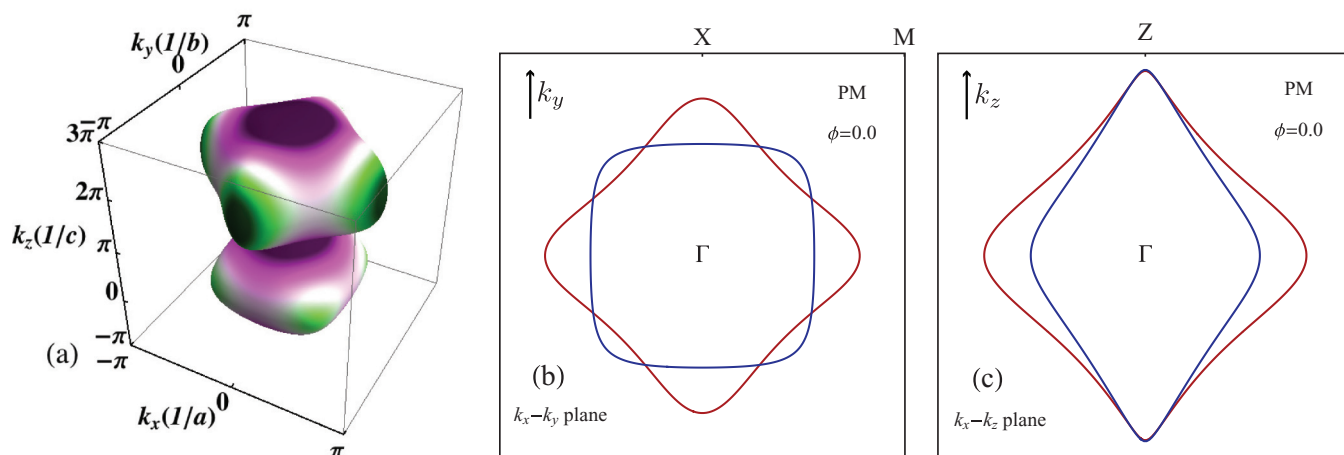 π
k_y(1/b)
0
−π
3π
2π
k_z(1/c)
π
0
−π
−π
(a)
k_x(1/a)
0
π
X
M
k_y
PM
ϕ=0.0
Γ
(b)
k_x−k_y plane
Z
k_z
PM
ϕ=0.0
Γ
(c)
k_x−k_z plane